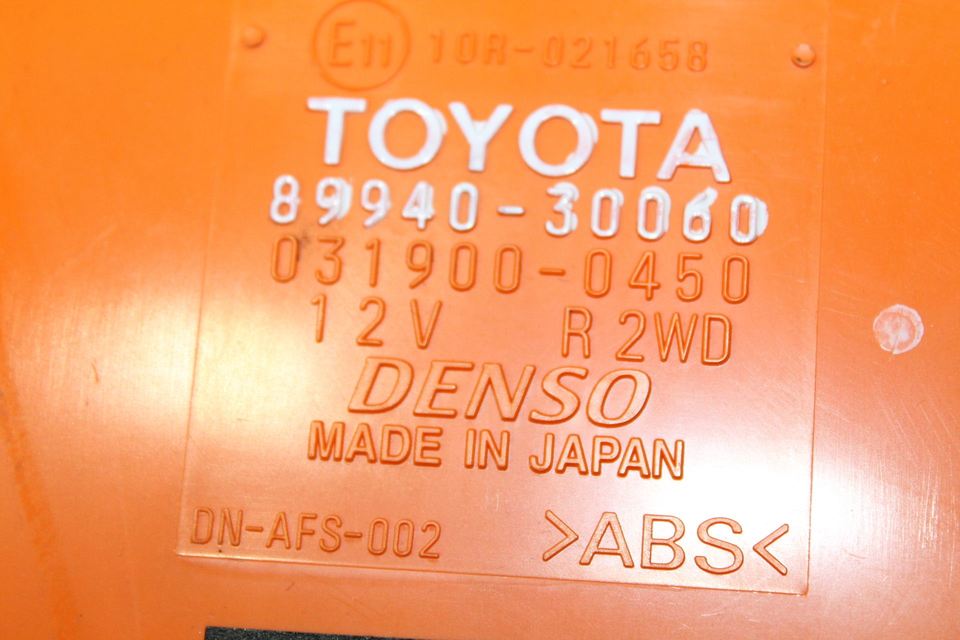 E11 10R-021658
TOYOTA
89940-30060
031900-0450
12V R 2WD
DENSO
MADE IN JAPAN
DN-AFS-002 >ABS<